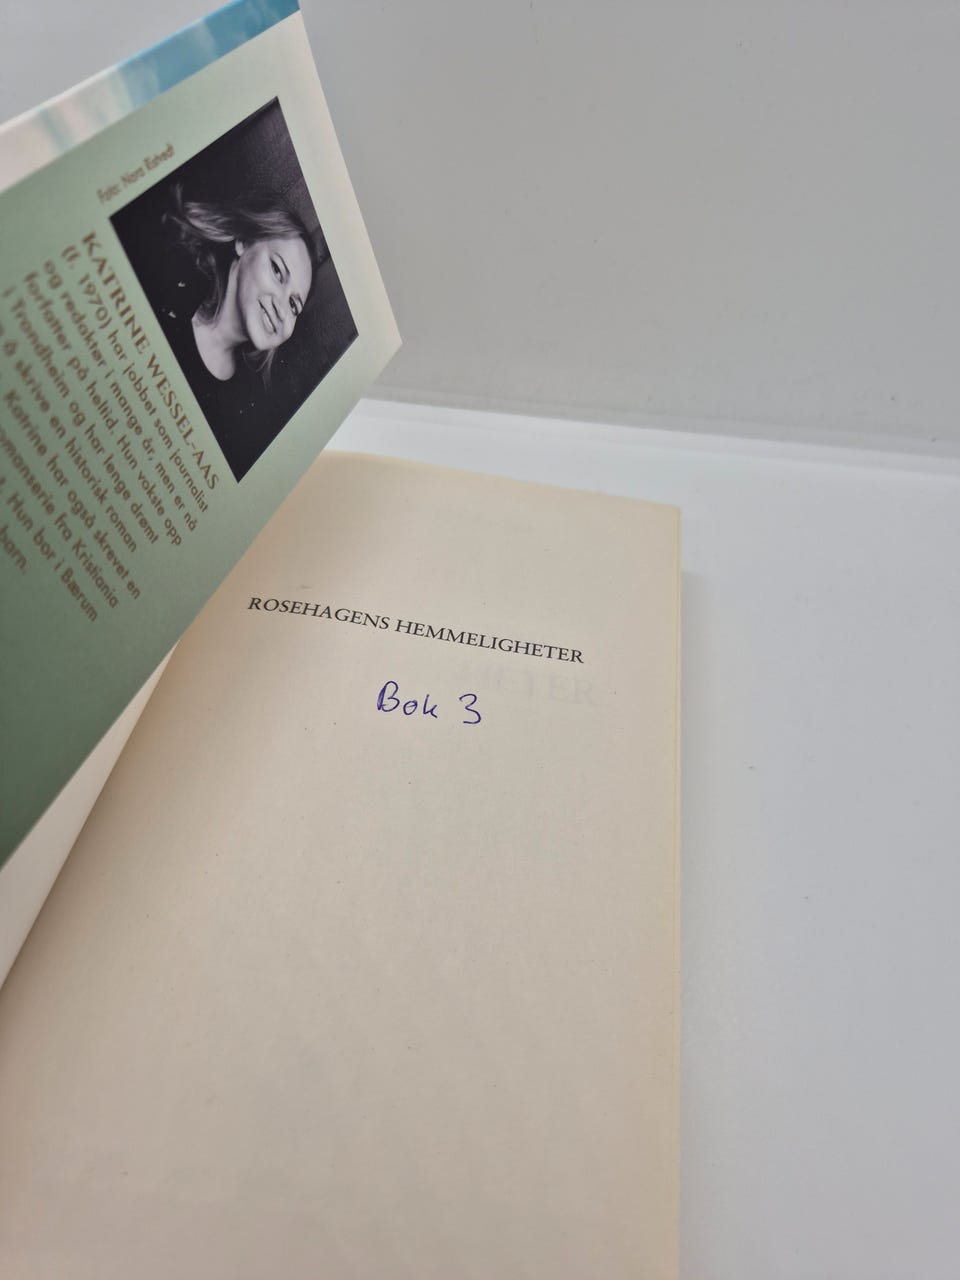 Foto: Nora Ristvedt
KATRINE WESSEL-AAS
(f. 1970) har jobbet som journalist
og redaktør i mange år, men er nå
forfatter på heltid. Hun vokste opp
i Trondheim og har lenge drømt
å skrive en historisk roman
Katrine har også skrevet en
romanserie fra Kristiania
Hun bor i Bærum
barn.
ROSEHAGENS HEMMELIGHETER
Bok 3